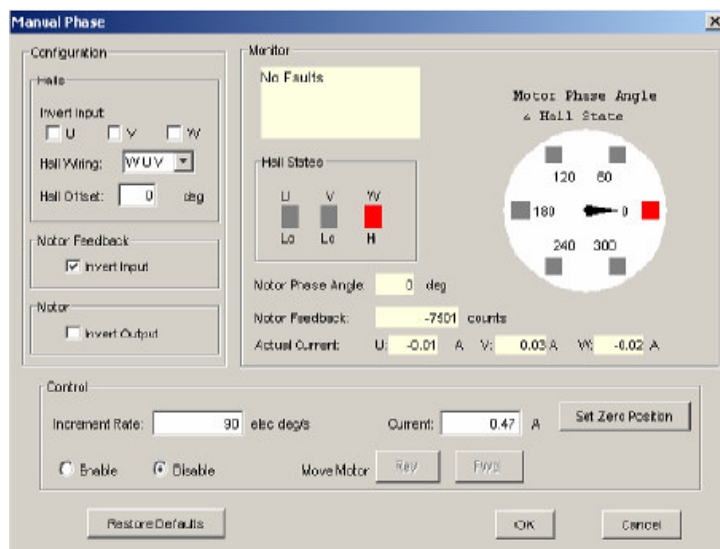 Manual Phase
Configuration
Halls
Invert Input
U V W
Hall Wiring: WUV
Hall Offset: 0 deg
Motor Feedback
Invert Input
Motor
Invert Output
Monitor
No Faults
Hall States
U V W
Lo Lo HI
Motor Phase Angle
& Hall State
120 60
180 0
240 300
Motor Phase Angle: 0 deg
Motor Feedback: -7501 counts
Actual Current: U: -0.01 A V: 0.03 A W: -0.02 A
Control
Increment Rate: 90 elec deg/s Current: 0.47 A Set Zero Position
Enable Disable Move Motor Rev Fwd
Restore Defaults OK Cancel